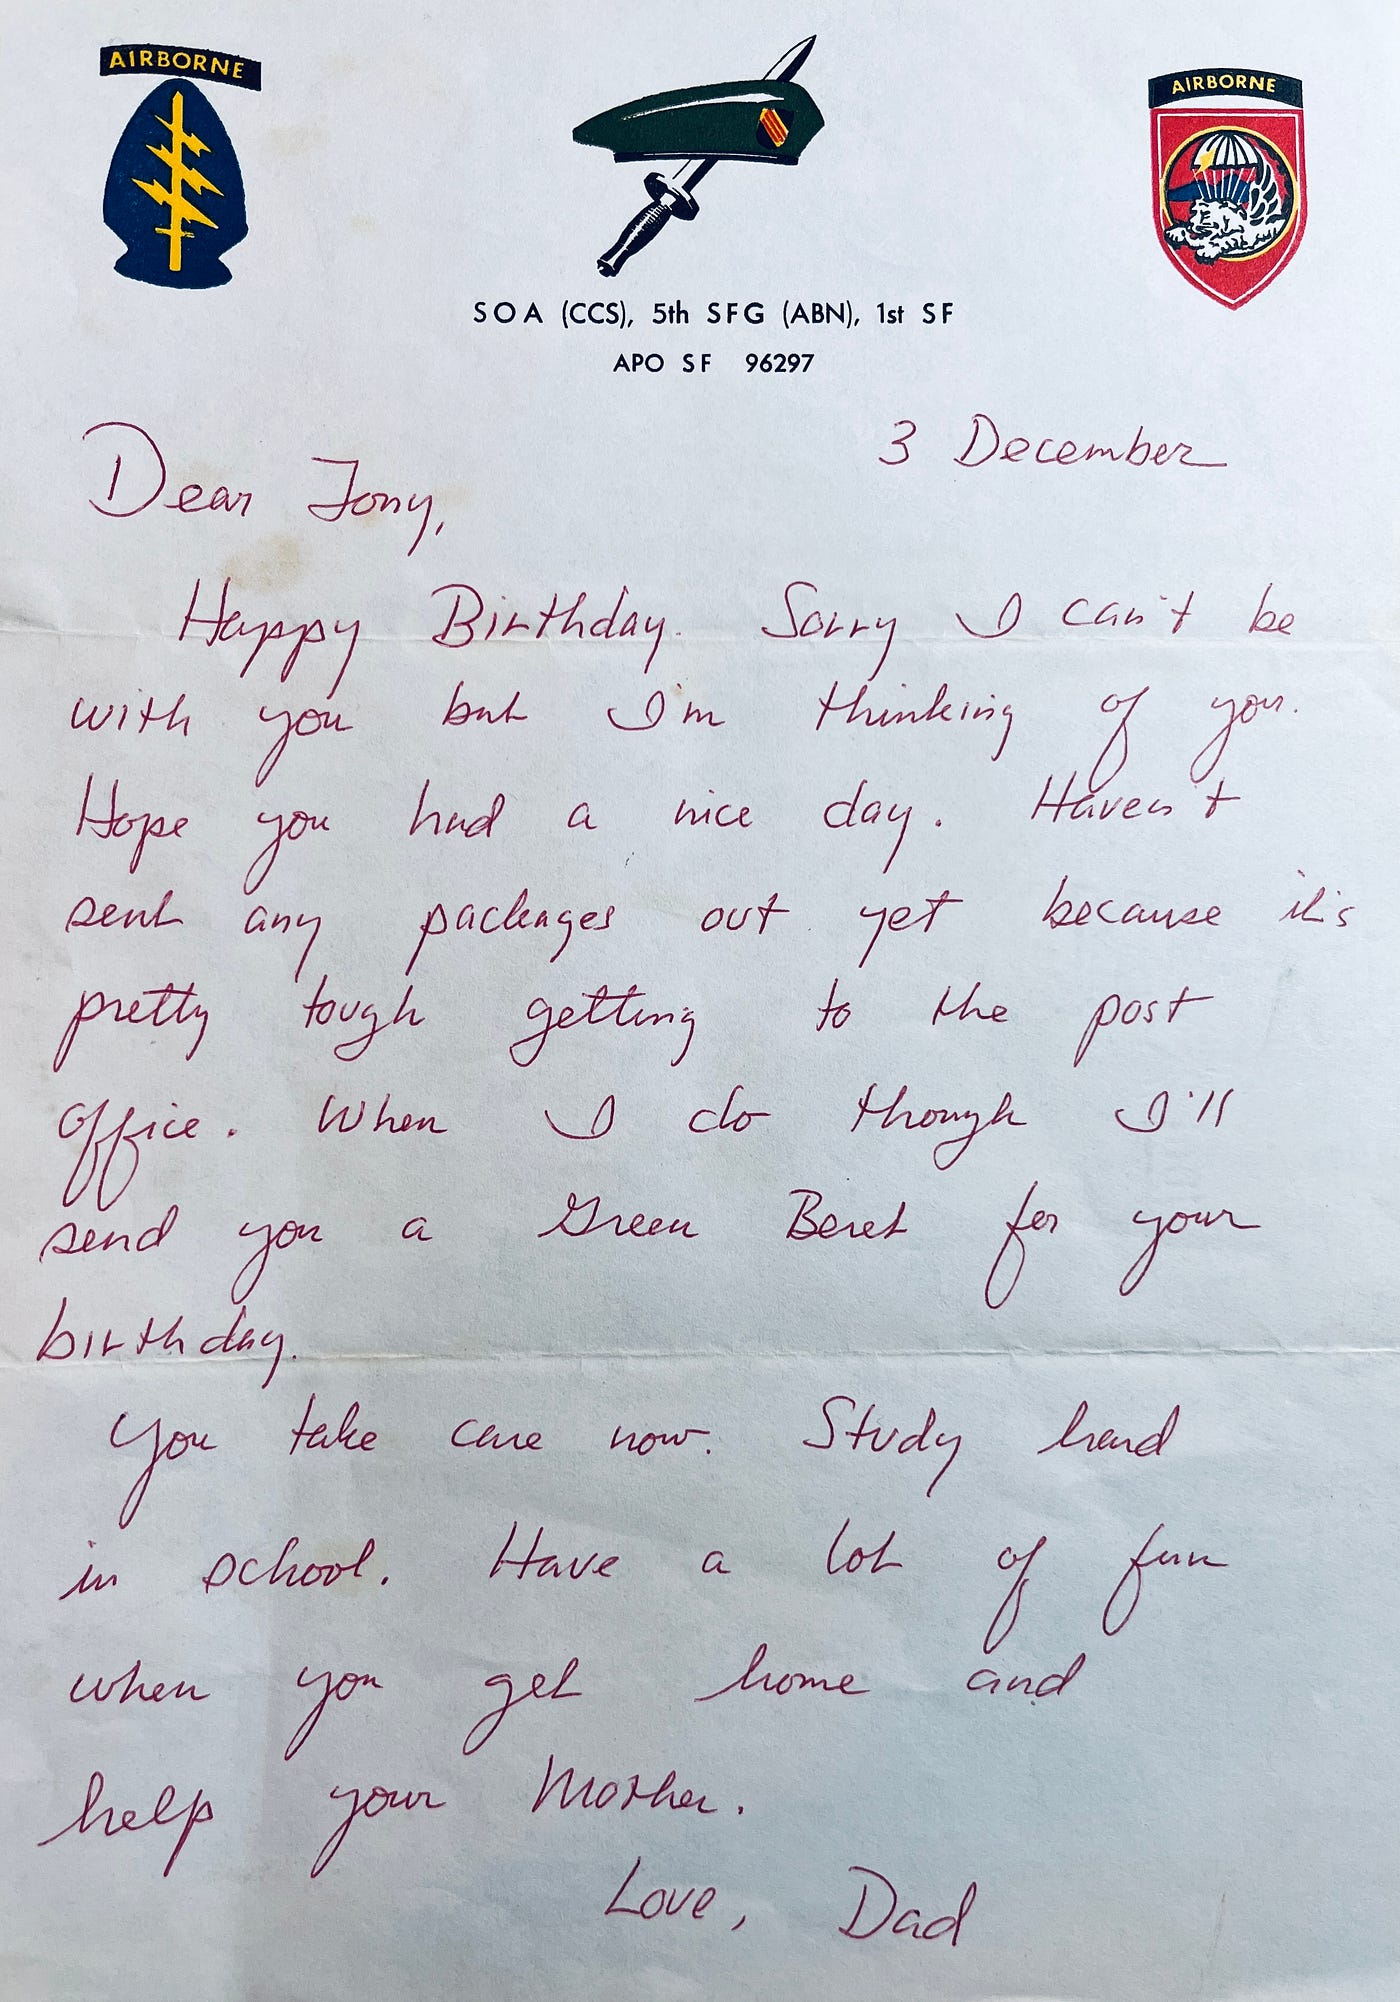 AIRBORNE
AIRBORNE
SOA (CCS), 5th SFG (ABN), 1st SF
APO SF 96297
3 December
Dear Tony,
Happy Birthday. Sorry I can't be
with you but I'm thinking of you.
Hope you had a nice day. Haven't
sent any packages out yet because it's
pretty tough getting to the post
office. When I do though I'll
send you a Green Beret for your
birthday.
You take care now. Study hard
in school. Have a lot of fun
when you get home and
help your Mother.
Love, Dad